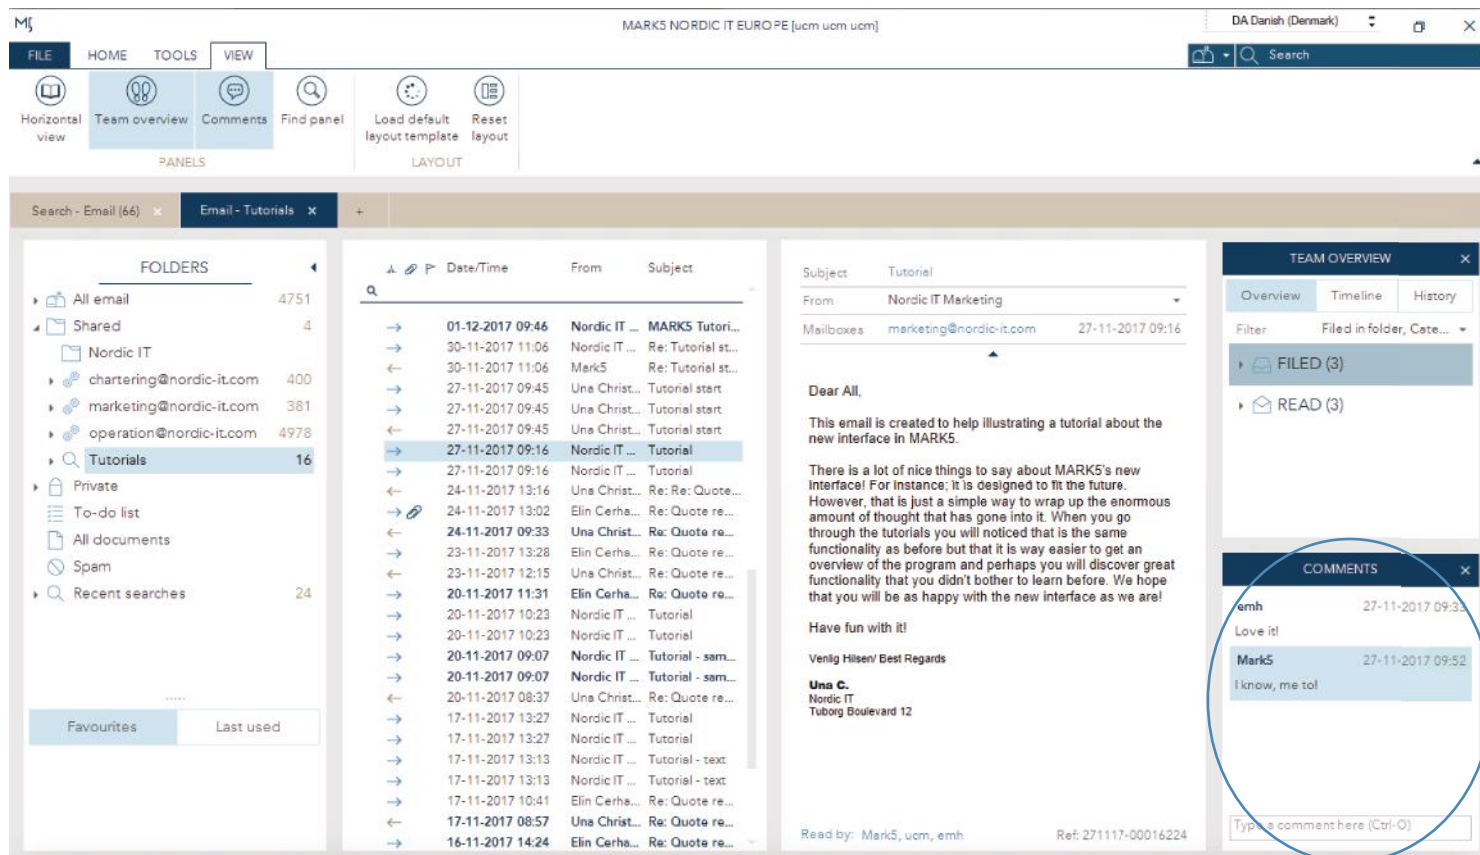 MARK5 NORDIC IT EUROPE [ucm ucm ucm]
DA Danish (Denmark)
FILE HOME TOOLS VIEW
Search
Horizontal view
Team overview
Comments
Find panel
Load default layout template
Reset layout
PANELS
LAYOUT
Search - Email (66) ×
Email - Tutorials ×
+
FOLDERS
All email 4751
Shared 4
Nordic IT
chartering@nordic-it.com 400
marketing@nordic-it.com 381
operation@nordic-it.com 4978
Tutorials 16
Private
To-do list
All documents
Spam
Recent searches 24
Favourites Last used
Date/Time From Subject
01-12-2017 09:46 Nordic IT ... MARK5 Tutori...
30-11-2017 11:06 Nordic IT ... Re: Tutorial st...
30-11-2017 11:06 Mark5 Re: Tutorial st...
27-11-2017 09:45 Una Christ... Tutorial start
27-11-2017 09:45 Una Christ... Tutorial start
27-11-2017 09:45 Una Christ... Tutorial start
27-11-2017 09:16 Nordic IT ... Tutorial
27-11-2017 09:16 Nordic IT ... Tutorial
24-11-2017 13:16 Una Christ... Re: Re: Quote...
24-11-2017 13:02 Elin Cerha... Re: Quote re...
24-11-2017 09:33 Una Christ... Re: Quote re...
23-11-2017 13:28 Elin Cerha... Re: Quote re...
23-11-2017 12:15 Una Christ... Re: Quote re...
20-11-2017 11:31 Elin Cerha... Re: Quote re...
20-11-2017 10:23 Nordic IT ... Tutorial
20-11-2017 10:23 Nordic IT ... Tutorial
20-11-2017 09:07 Nordic IT ... Tutorial - sam...
20-11-2017 09:07 Nordic IT ... Tutorial - sam...
20-11-2017 08:37 Una Christ... Re: Quote re...
17-11-2017 13:27 Nordic IT ... Tutorial
17-11-2017 13:27 Nordic IT ... Tutorial
17-11-2017 13:13 Nordic IT ... Tutorial - text
17-11-2017 13:13 Nordic IT ... Tutorial - text
17-11-2017 10:41 Elin Cerha... Re: Quote re...
17-11-2017 08:57 Una Christ... Re: Quote re...
16-11-2017 14:24 Elin Cerha... Re: Quote re...
Subject Tutorial
From Nordic IT Marketing
Mailboxes marketing@nordic-it.com 27-11-2017 09:16
Dear All,
This email is created to help illustrating a tutorial about the
new interface in MARK5.
There is a lot of nice things to say about MARK5's new
interface! For instance; it is designed to fit the future.
However, that is just a simple way to wrap up the enormous
amount of thought that has gone into it. When you go
through the tutorials you will noticed that is the same
functionality as before but that it is way easier to get an
overview of the program and perhaps you will discover great
functionality that you didn't bother to learn before. We hope
that you will be as happy with the new interface as we are!
Have fun with it!
Venlig Hilsen/ Best Regards
Una C.
Nordic IT
Tuborg Boulevard 12
Read by: Mark5, ucm, emh Ref: 271117-00016224
TEAM OVERVIEW ×
Overview Timeline History
Filter Filed in folder, Cate...
FILED (3)
READ (3)
COMMENTS ×
emh 27-11-2017 09:33
Love it!
Mark5 27-11-2017 09:52
I know, me to!
Type a comment here (Ctrl-O)